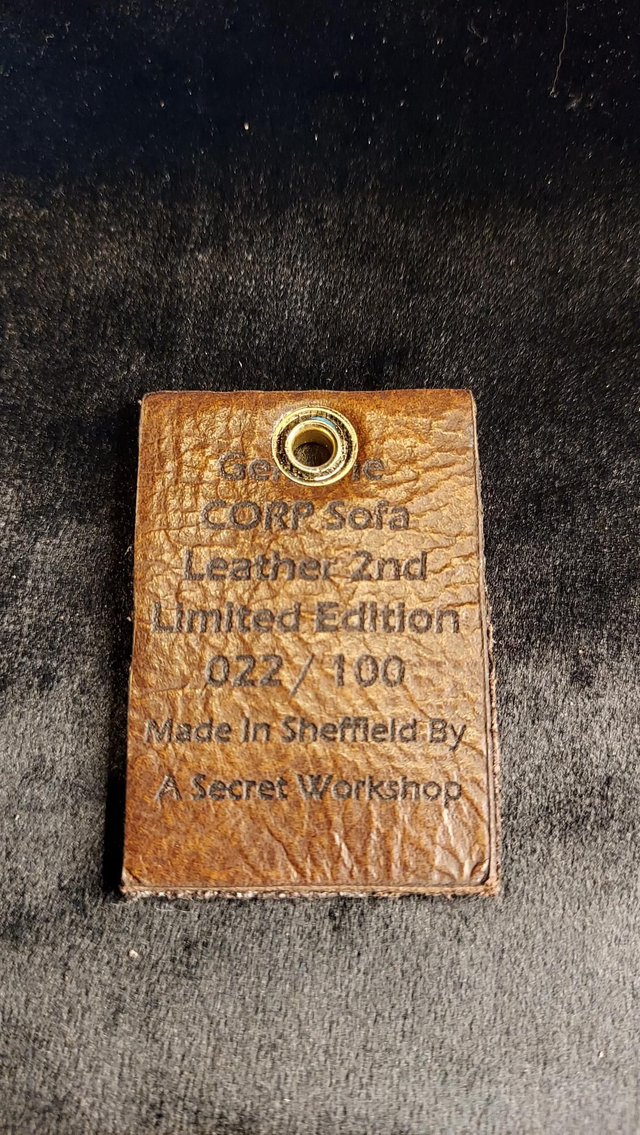 CORP Sofa
Leather 2nd
Limited Edition
022 / 100
Made In Sheffield By
A Secret Workshop